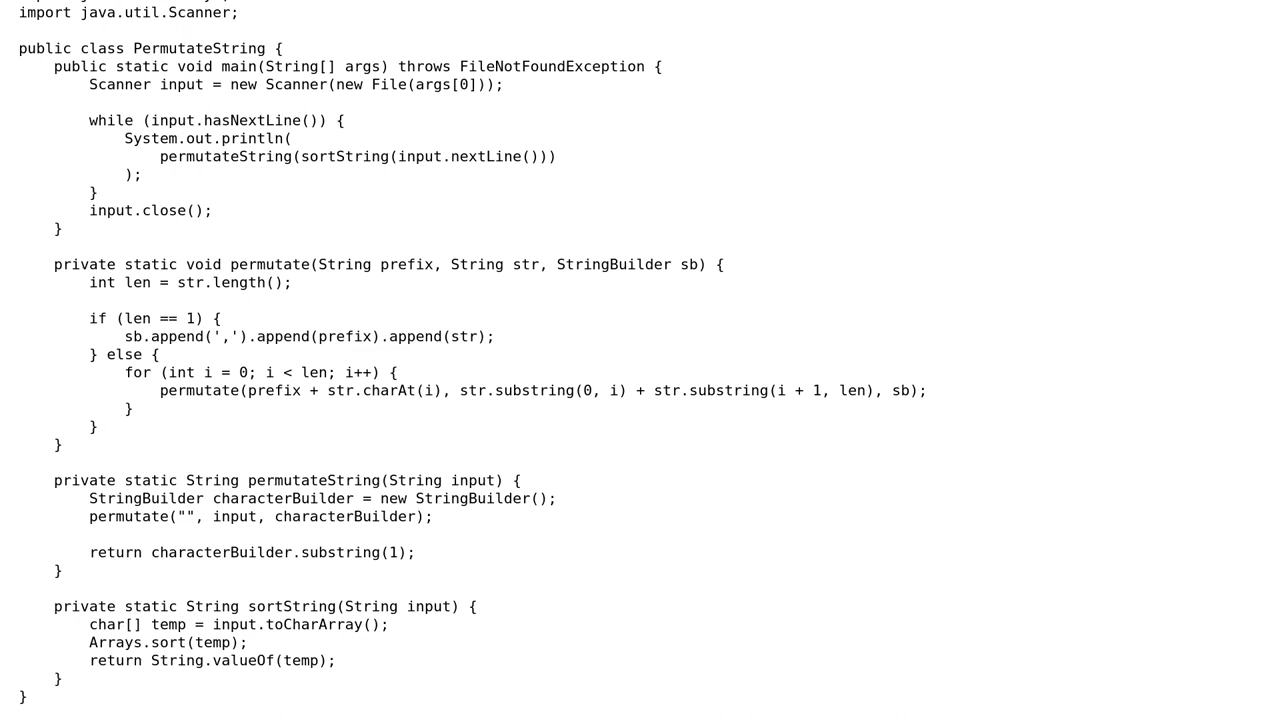 import java.util.Scanner;

public class PermutateString {
    public static void main(String[] args) throws FileNotFoundException {
        Scanner input = new Scanner(new File(args[0]));

        while (input.hasNextLine()) {
            System.out.println(
                permutateString(sortString(input.nextLine()))
            );
        }
        input.close();
    }

    private static void permutate(String prefix, String str, StringBuilder sb) {
        int len = str.length();

        if (len == 1) {
            sb.append(',').append(prefix).append(str);
        } else {
            for (int i = 0; i < len; i++) {
                permutate(prefix + str.charAt(i), str.substring(0, i) + str.substring(i + 1, len), sb);
            }
        }
    }

    private static String permutateString(String input) {
        StringBuilder characterBuilder = new StringBuilder();
        permutate("", input, characterBuilder);

        return characterBuilder.substring(1);
    }

    private static String sortString(String input) {
        char[] temp = input.toCharArray();
        Arrays.sort(temp);
        return String.valueOf(temp);
    }
}